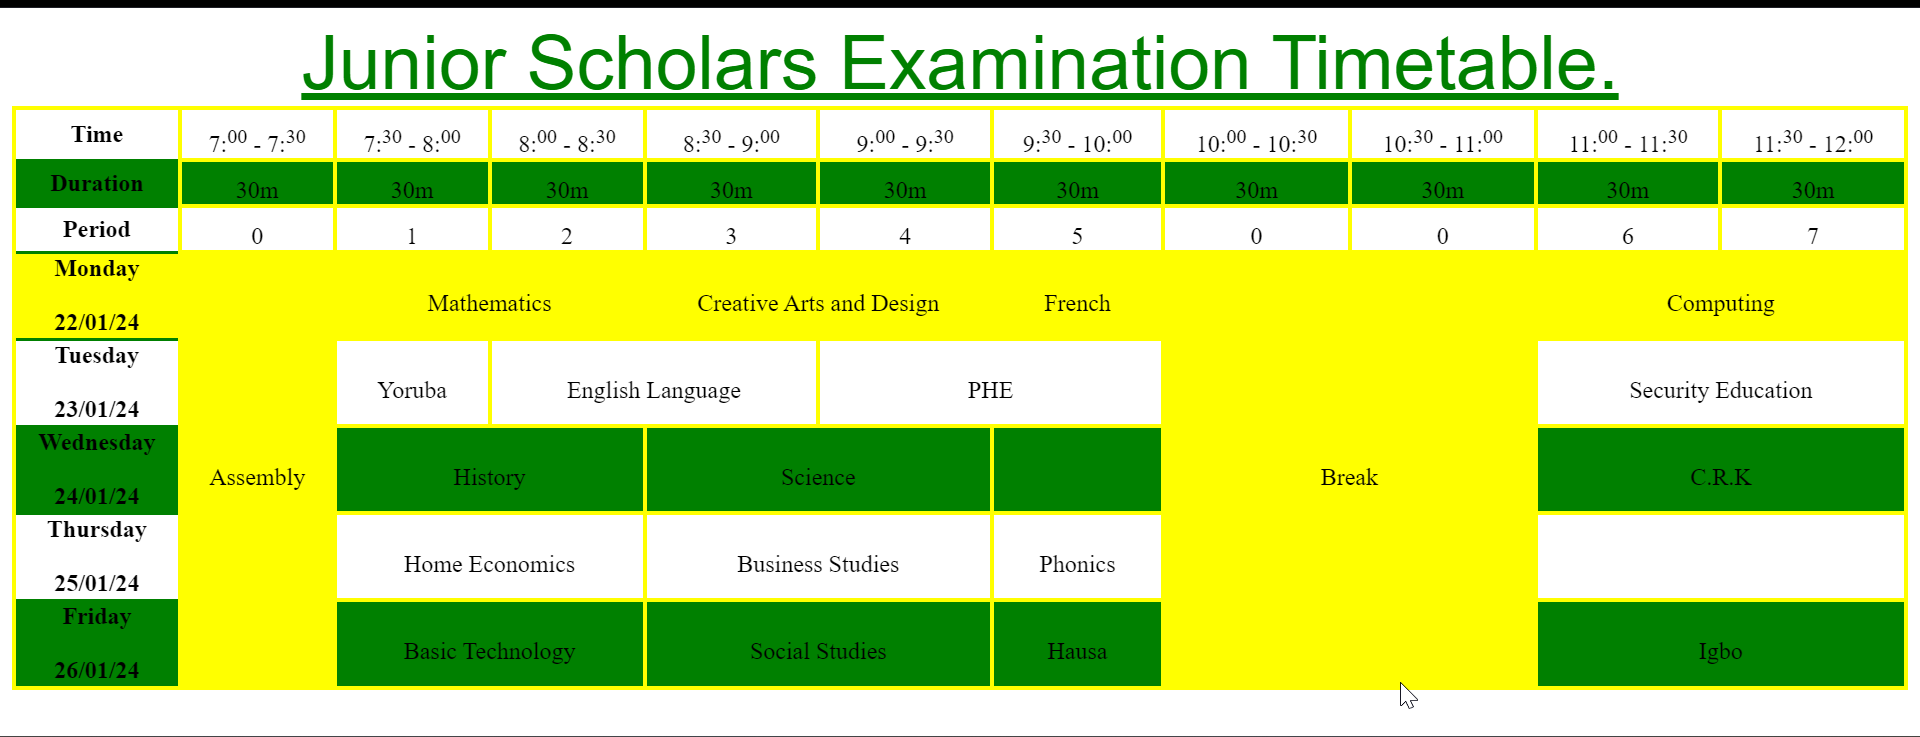 Junior Scholars Examination Timetable.
Time 7:00 - 7:30 7:30 - 8:00 8:00 - 8:30 8:30 - 9:00 9:00 - 9:30 9:30 - 10:00 10:00 - 10:30 10:30 - 11:00 11:00 - 11:30 11:30 - 12:00
Duration 30m 30m 30m 30m 30m 30m 30m 30m 30m 30m
Period 0 1 2 3 4 5 0 0 6 7
Monday
22/01/24
Mathematics Creative Arts and Design French Computing
Tuesday
23/01/24
Yoruba English Language PHE Security Education
Wednesday
24/01/24
Assembly History Science Break C.R.K
Thursday
25/01/24
Home Economics Business Studies Phonics
Friday
26/01/24
Basic Technology Social Studies Hausa Igbo